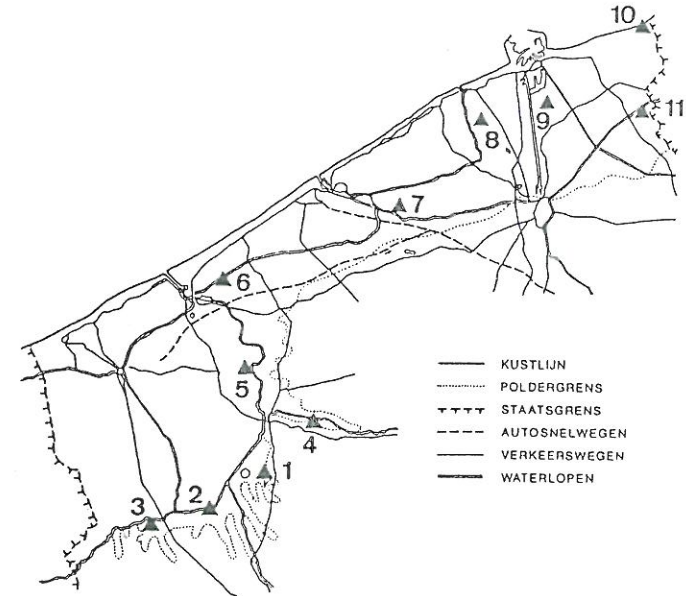 10
11
9
8
7
6
5
4
1
2
3
KUSTLIJN
POLDERGRENS
STAATSGRENS
AUTOSNELWEGEN
VERKEERSWEGEN
WATERLOPEN